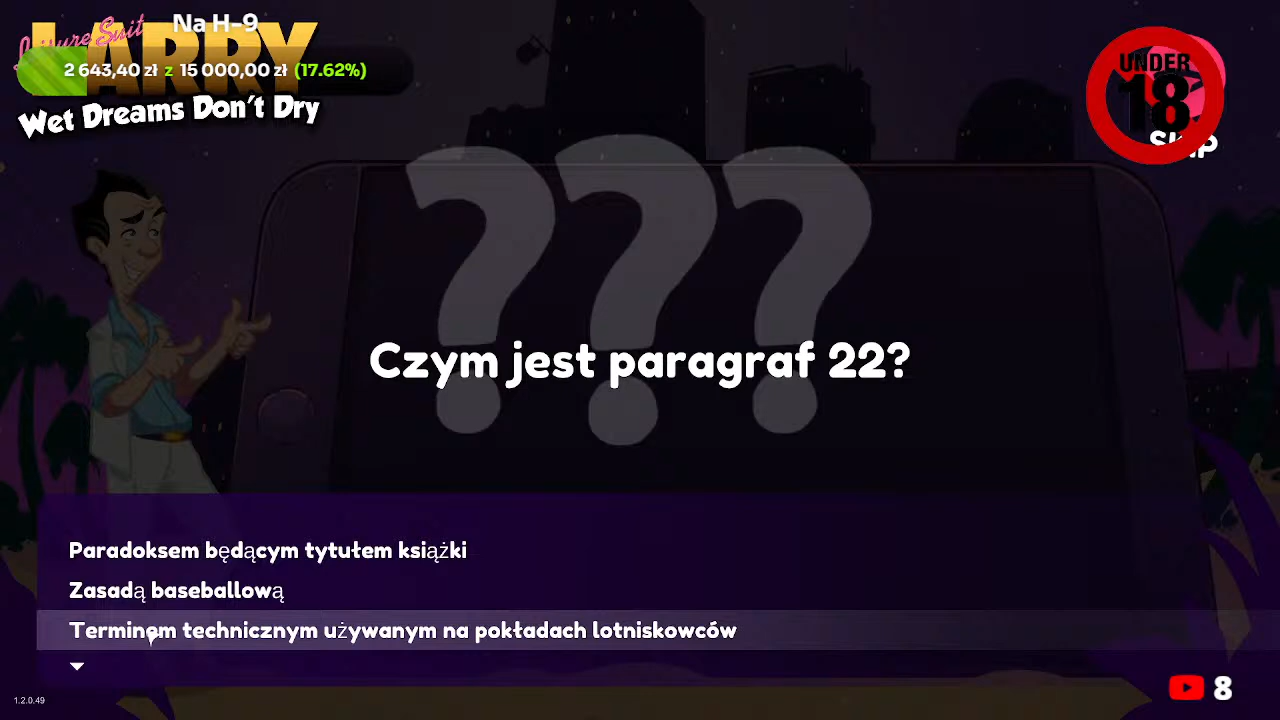 Leisure Suit
Na H-9
LARRY
2 643,40 zł z 15 000,00 zł (17.62%)
Wet Dreams Don't Dry
UNDER
18
SKIP
Czym jest paragraf 22?
Paradoksem będącym tytułem książki
Zasadą baseballową
Terminem technicznym używanym na pokładach lotniskowców
1.2.0.49
8